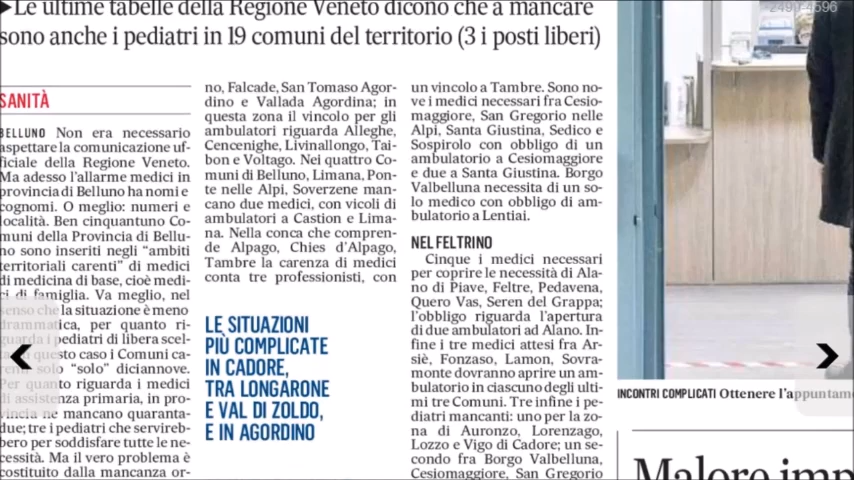 ▶Le ultime tabelle della Regione Veneto dicono che a mancare
sono anche i pediatri in 19 comuni del territorio (3 i posti liberi)
SANITÀ
BELLUNO Non era necessario
aspettare la comunicazione uf-
ficiale della Regione Veneto.
Ma adesso l'allarme medici in
provincia di Belluno ha nomi e
cognomi. O meglio: numeri e
località. Ben cinquantuno Co-
muni della Provincia di Bellu-
no sono inseriti negli "ambiti
territoriali carenti" di medici
di medicina di base, cioè medi-
ci di famiglia. Va meglio, nel
senso che la situazione è meno
drammatica, per quanto ri-
guarda i pediatri di libera scel-
ta. In questo caso i Comuni ca-
renti sono "solo" diciannove.
Per quanto riguarda i medici
di assistenza primaria, in pro-
vincia ne mancano quaranta-
due; tre i pediatri che servireb-
bero per soddisfare tutte le ne-
cessità. Ma il vero problema è
costituito dalla mancanza or-
no, Falcade, San Tomaso Agor-
dino e Vallada Agordina; in
questa zona il vincolo per gli
ambulatori riguarda Alleghe,
Cencenighe, Livinallongo, Tai-
bon e Voltago. Nei quattro Co-
muni di Belluno, Limana, Pon-
te nelle Alpi, Soverzene man-
cano due medici, con vicoli di
ambulatori a Castion e Lima-
na. Nella conca che compren-
de Alpago, Chies d'Alpago,
Tambre la carenza di medici
conta tre professionisti, con
LE SITUAZIONI
PIÙ COMPLICATE
IN CADORE,
TRA LONGARONE
E VAL DI ZOLDO,
E IN AGORDINO
un vincolo a Tambre. Sono no-
ve i medici necessari fra Cesio-
maggiore, San Gregorio nelle
Alpi, Santa Giustina, Sedico e
Sospirolo con obbligo di un
ambulatorio a Cesiomaggiore
e due a Santa Giustina. Borgo
Valbelluna necessita di un so-
lo medico con obbligo di am-
bulatorio a Lentiai.
NEL FELTRINO
Cinque i medici necessari
per coprire le necessità di Ala-
no di Piave, Feltre, Pedavena,
Quero Vas, Seren del Grappa;
l'obbligo riguarda l'apertura
di due ambulatori ad Alano. In-
fine i tre medici attesi fra Ar-
siè, Fonzaso, Lamon, Sovra-
monte dovranno aprire un am-
bulatorio in ciascuno degli ulti-
mi tre Comuni. Tre infine i pe-
diatri mancanti: uno per la zo-
na di Auronzo, Lorenzago,
Lozzo e Vigo di Cadore; un se-
condo fra Borgo Valbelluna,
Cesiomaggiore, San Gregorio
INCONTRI COMPLICATI Ottenere l'appuntam
Malore imp